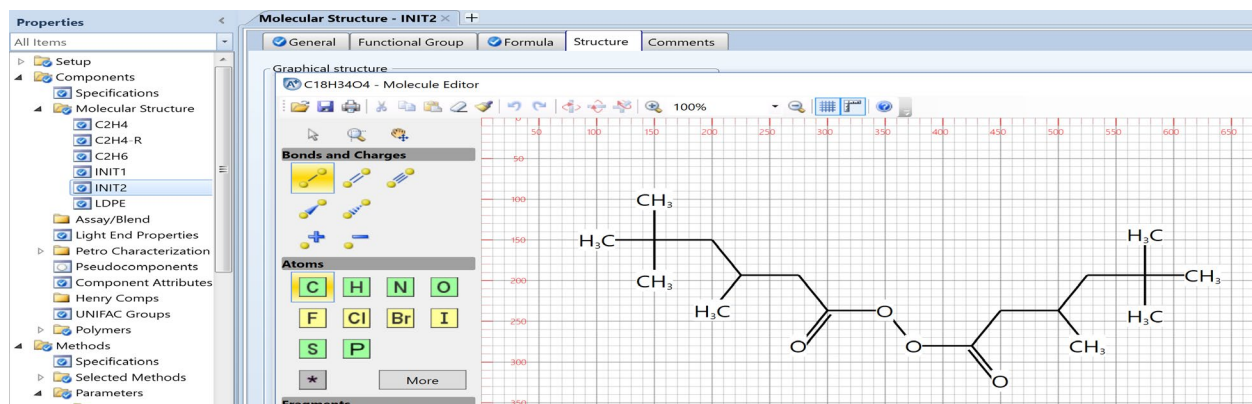 Properties
Molecular Structure - INIT2
All Items
General
Functional Group
Formula
Structure
Comments
Graphical structure
C18H34O4 - Molecule Editor
100%
Setup
Components
Specifications
Molecular Structure
C2H4
C2H4-R
C2H6
INIT1
INIT2
LDPE
Assay/Blend
Light End Properties
Petro Characterization
Pseudocomponents
Component Attributes
Henry Comps
UNIFAC Groups
Polymers
Methods
Specifications
Selected Methods
Parameters
Bonds and Charges
Atoms
C H N O
F Cl Br I
S P
* More
Fragments
50 100 150 200 250 300 350 400 450 500 550 600 650
50
100
150
200
250
300
350
CH₃
H₃C
CH₃
H₃C
O
O
O
O
H₃C
CH₃
H₃C
CH₃